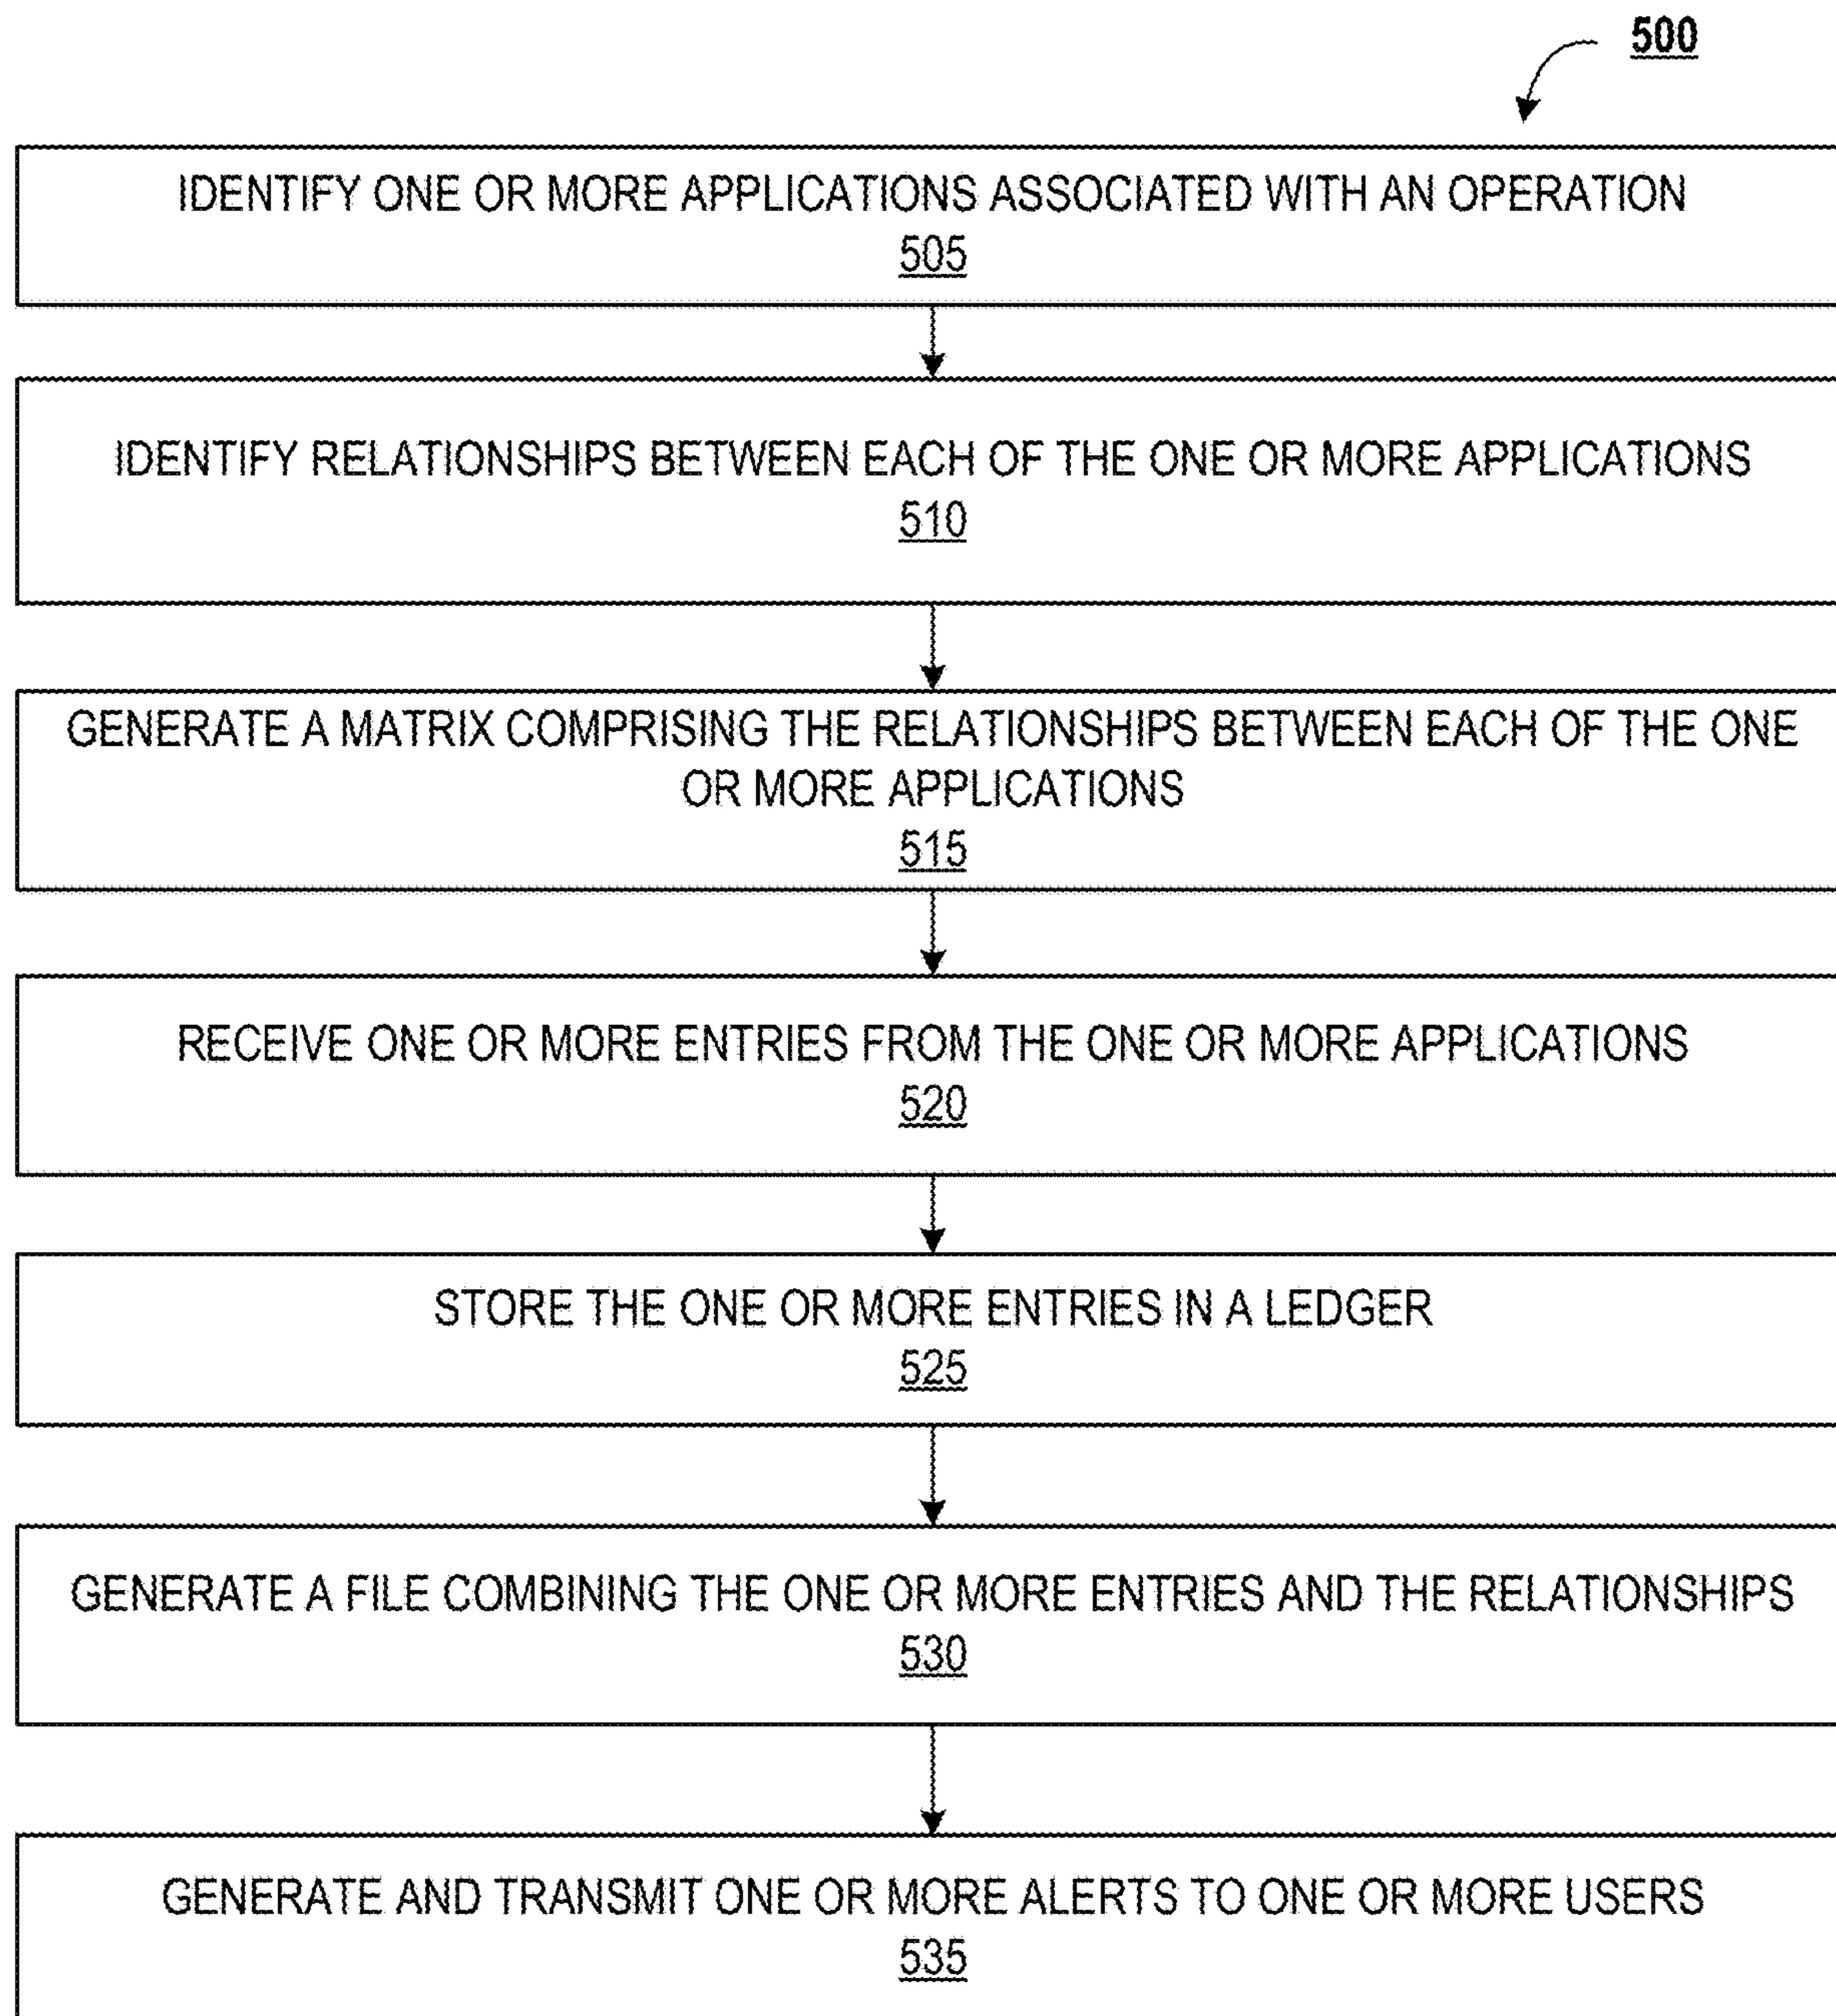 500
IDENTIFY ONE OR MORE APPLICATIONS ASSOCIATED WITH AN OPERATION
505
IDENTIFY RELATIONSHIPS BETWEEN EACH OF THE ONE OR MORE APPLICATIONS
510
GENERATE A MATRIX COMPRISING THE RELATIONSHIPS BETWEEN EACH OF THE ONE
OR MORE APPLICATIONS
515
RECEIVE ONE OR MORE ENTRIES FROM THE ONE OR MORE APPLICATIONS
520
STORE THE ONE OR MORE ENTRIES IN A LEDGER
525
GENERATE A FILE COMBINING THE ONE OR MORE ENTRIES AND THE RELATIONSHIPS
530
GENERATE AND TRANSMIT ONE OR MORE ALERTS TO ONE OR MORE USERS
535